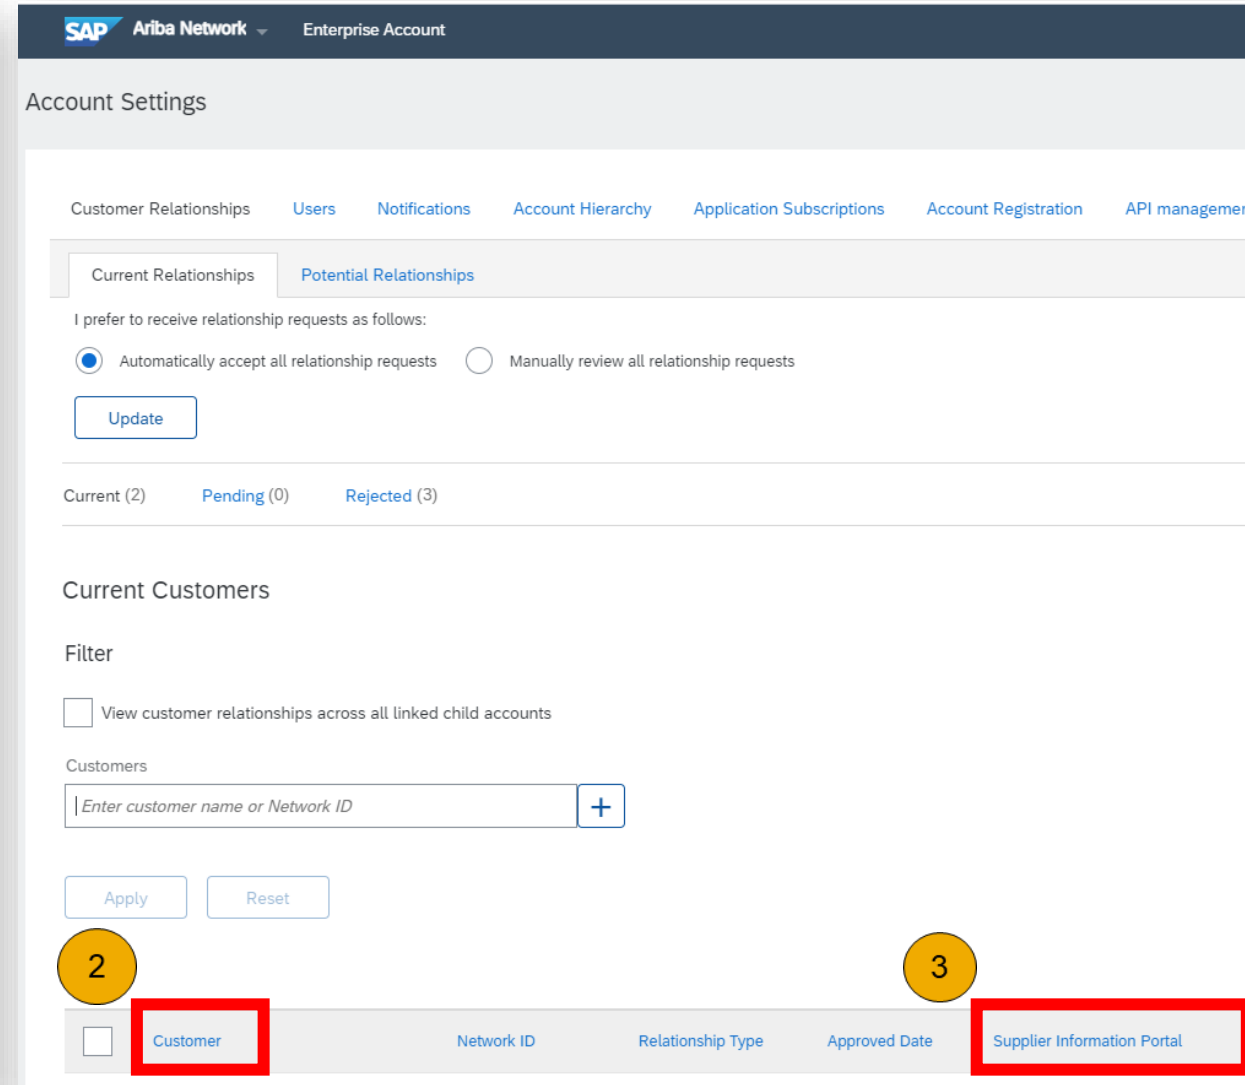 SAP Ariba Network Enterprise Account
Account Settings
Customer Relationships Users Notifications Account Hierarchy Application Subscriptions Account Registration API managemen
Current Relationships Potential Relationships
I prefer to receive relationship requests as follows:
Automatically accept all relationship requests Manually review all relationship requests
Update
Current (2) Pending (0) Rejected (3)
Current Customers
Filter
View customer relationships across all linked child accounts
Customers
Enter customer name or Network ID +
Apply Reset
2 3
Customer Network ID Relationship Type Approved Date Supplier Information Portal